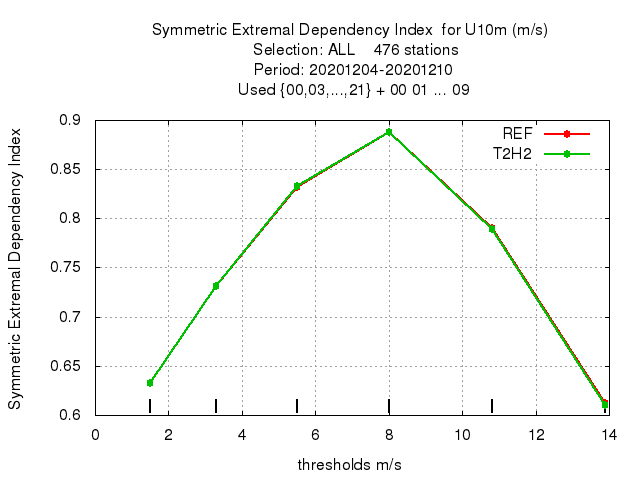 Symmetric Extremal Dependency Index  for U10m (m/s)
Selection: ALL    476 stations
Period: 20201204-20201210
Used {00,03,...,21} + 00 01 ... 09
Symmetric Extremal Dependency Index
0.9
0.85
0.8
0.75
0.7
0.65
0.6
REF
T2H2
0 2 4 6 8 10 12 14
thresholds m/s